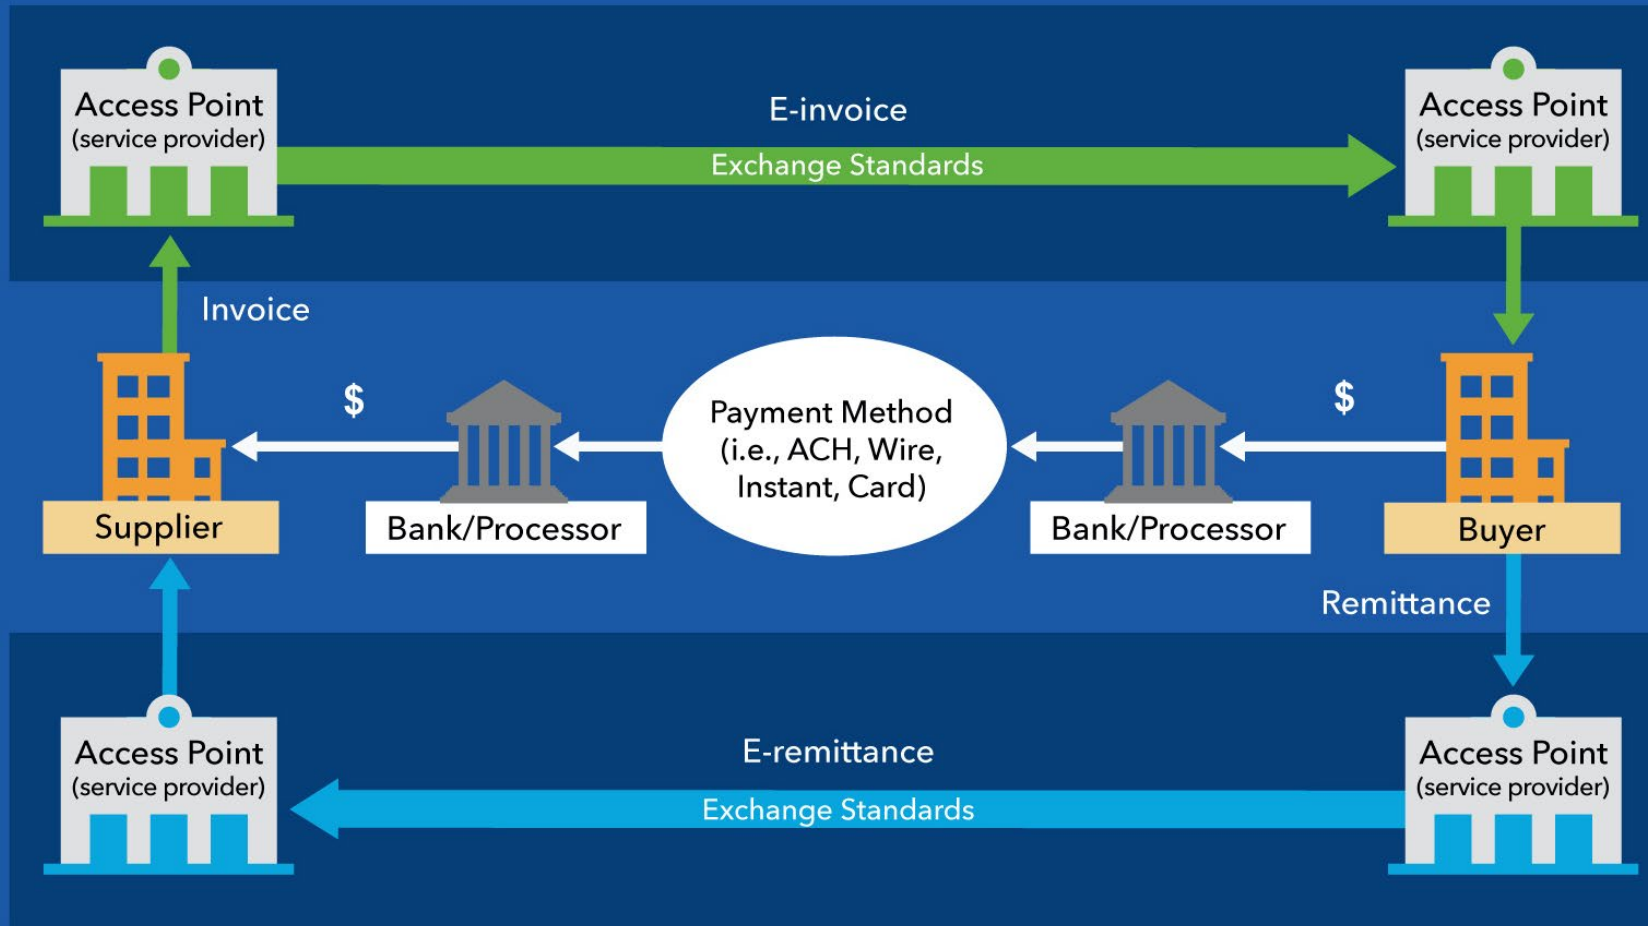 Access Point
(service provider)
E-invoice
Exchange Standards
Access Point
(service provider)
Invoice
$
Payment Method
(i.e., ACH, Wire,
Instant, Card)
$
Supplier
Bank/Processor
Bank/Processor
Buyer
Remittance
Access Point
(service provider)
E-remittance
Exchange Standards
Access Point
(service provider)